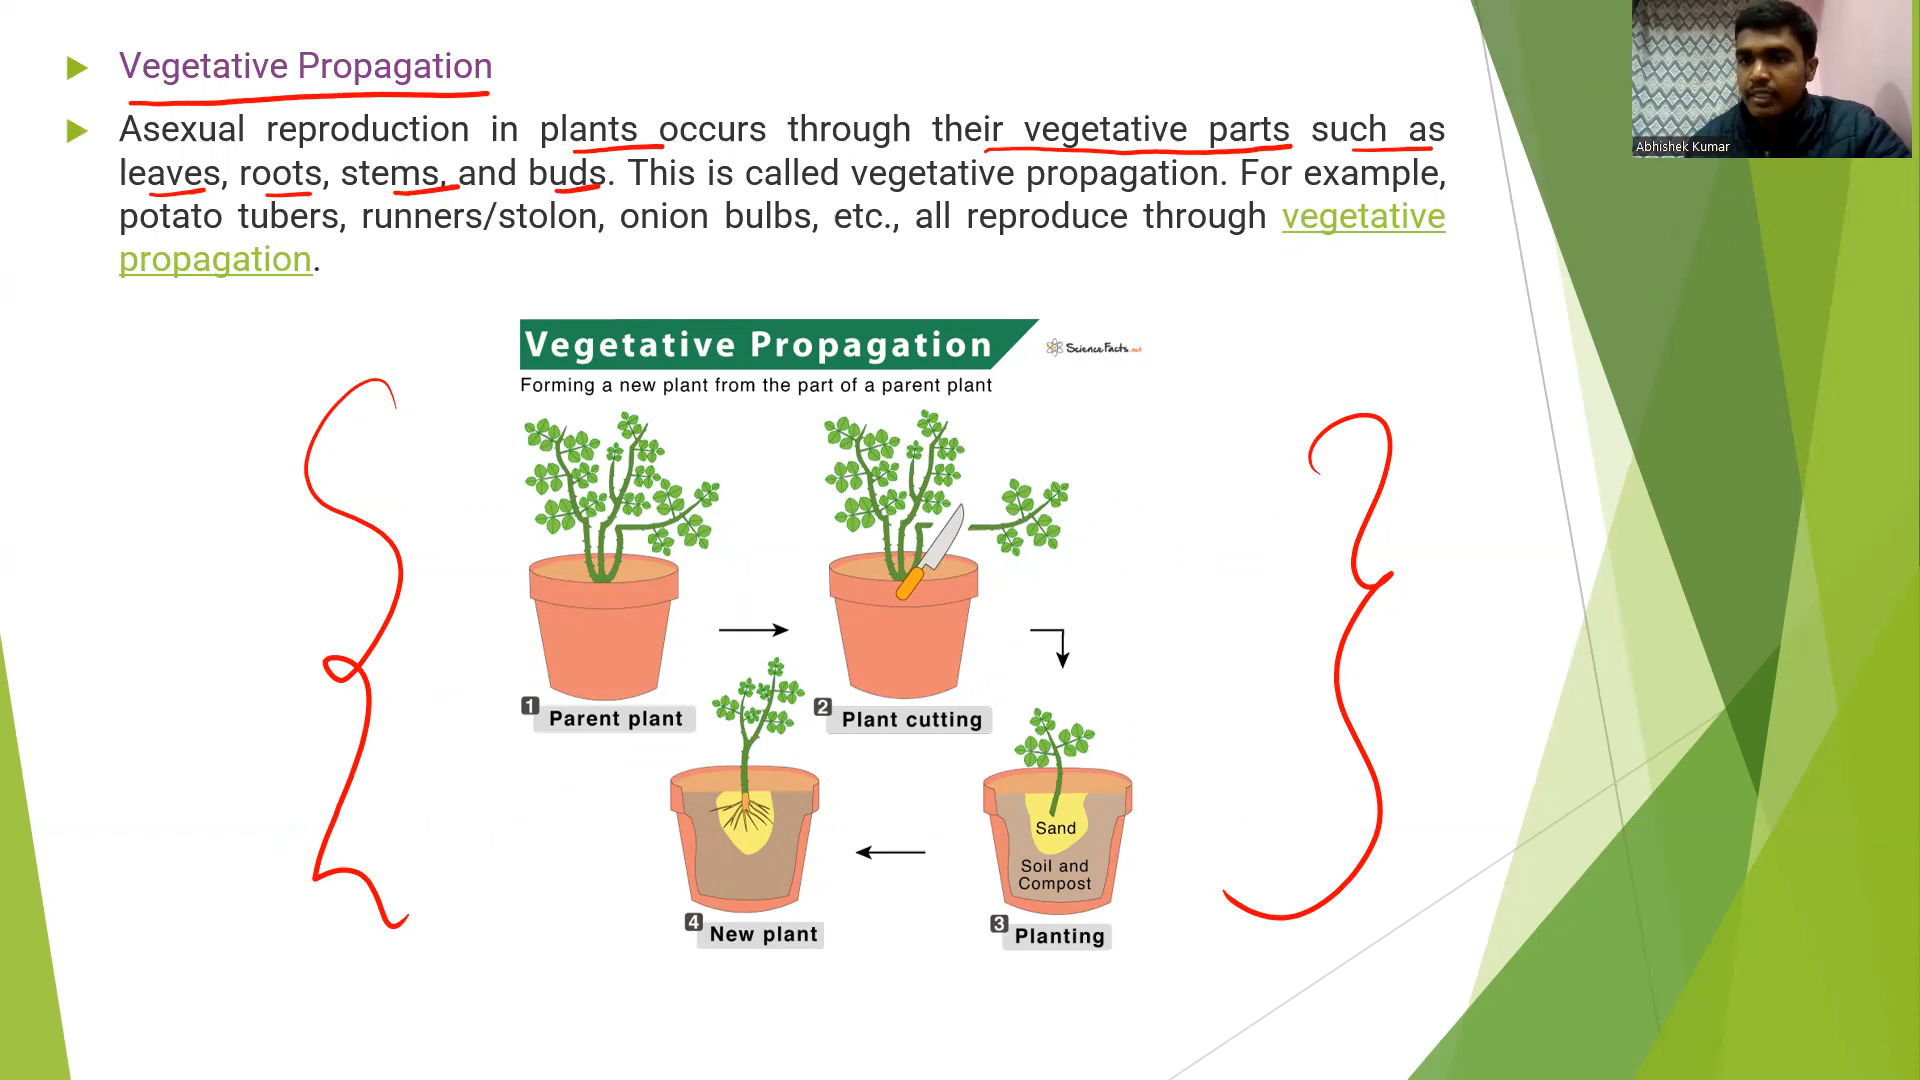 Vegetative Propagation
Asexual reproduction in plants occurs through their vegetative parts such as
leaves, roots, stems, and buds. This is called vegetative propagation. For example,
potato tubers, runners/stolon, onion bulbs, etc., all reproduce through vegetative
propagation.
Abhishek Kumar
Vegetative Propagation
ScienceFacts.net
Forming a new plant from the part of a parent plant
1 Parent plant
2 Plant cutting
Sand
Soil and
Compost
4 New plant
3 Planting